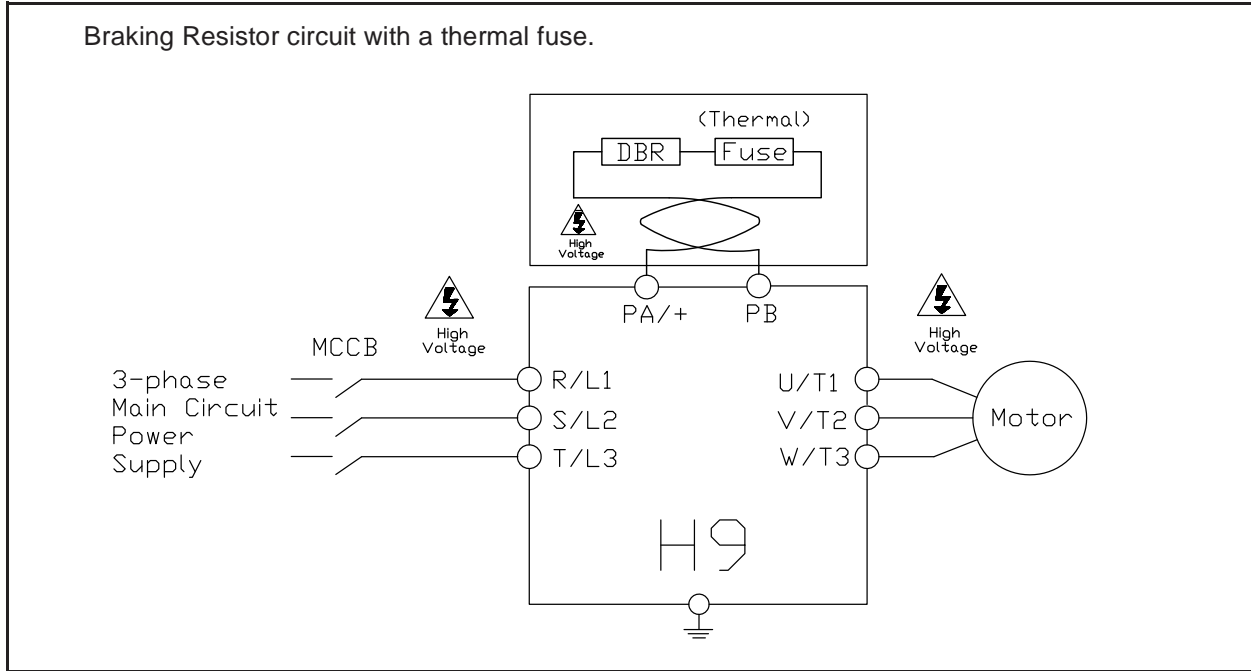 Braking Resistor circuit with a thermal fuse.
(Thermal)
DBR
Fuse
High
Voltage
PA/+
PB
High
Voltage
High
Voltage
MCCB
3-phase
Main Circuit
Power
Supply
R/L1
S/L2
T/L3
U/T1
V/T2
W/T3
Motor
H9